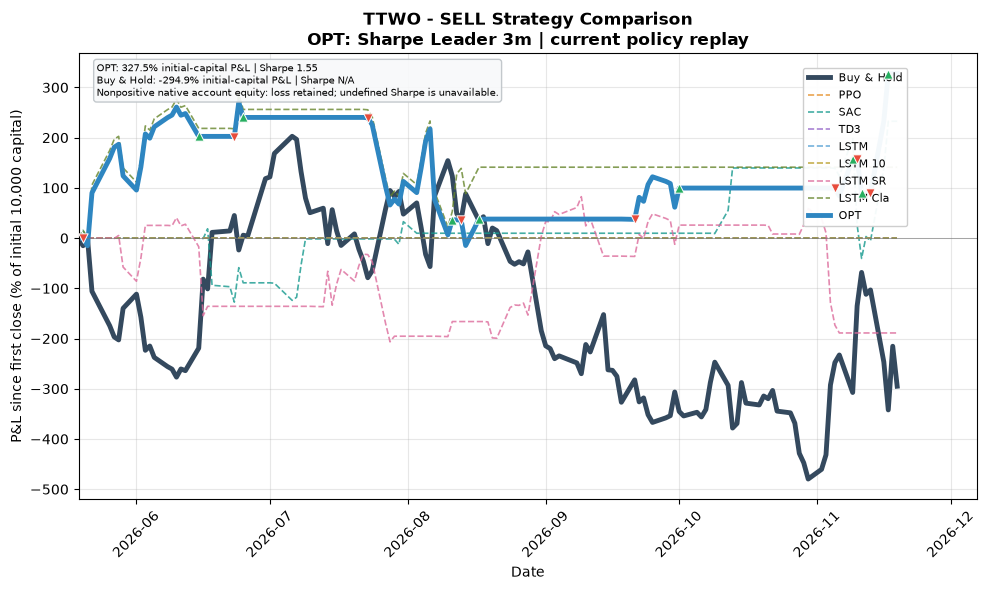 TTWO - SELL Strategy Comparison
OPT: Sharpe Leader 3m | current policy replay
OPT: 327.5% initial-capital P&L | Sharpe 1.55
Buy & Hold: -294.9% initial-capital P&L | Sharpe N/A
Nonpositive native account equity: loss retained; undefined Sharpe is unavailable.
Buy & Hold
PPO
SAC
TD3
LSTM
LSTM 10
LSTM SR
LSTM Cla
OPT
P&L since first close (% of initial 10,000 capital)
300
200
100
0
−100
−200
−300
−400
−500
2026-06
2026-07
2026-08
2026-09
2026-10
2026-11
2026-12
Date